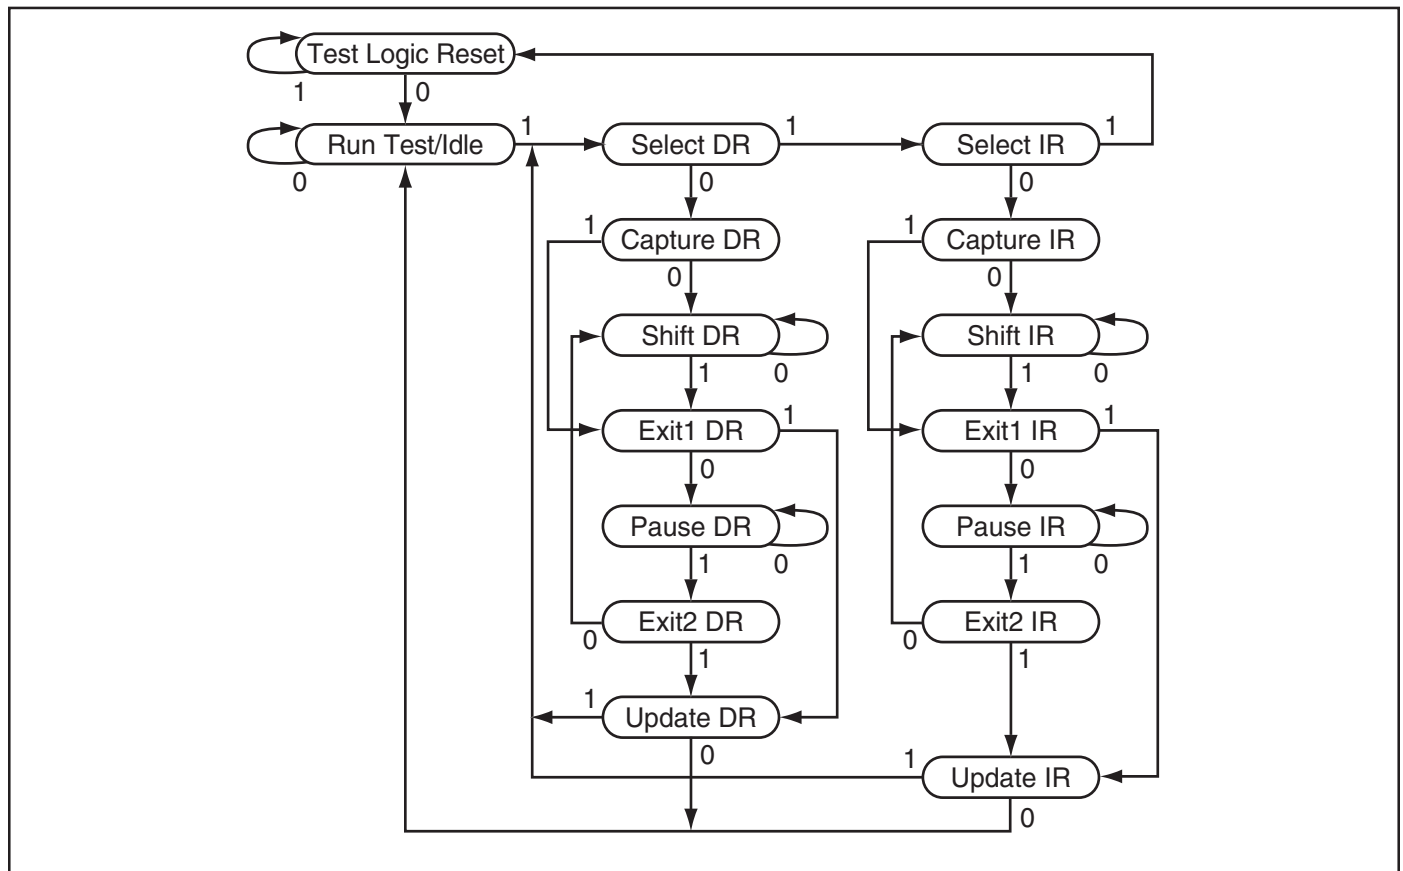 Test Logic Reset
1 0
Run Test/Idle 1 Select DR 1 Select IR 1
0 0 0
1 Capture DR 1 Capture IR
0 0
Shift DR Shift IR
1 0 1 0
Exit1 DR 1 Exit1 IR 1
0 0
Pause DR Pause IR
1 0 1 0
Exit2 DR Exit2 IR
0 1 0 1
1 Update DR
0 1 Update IR
0